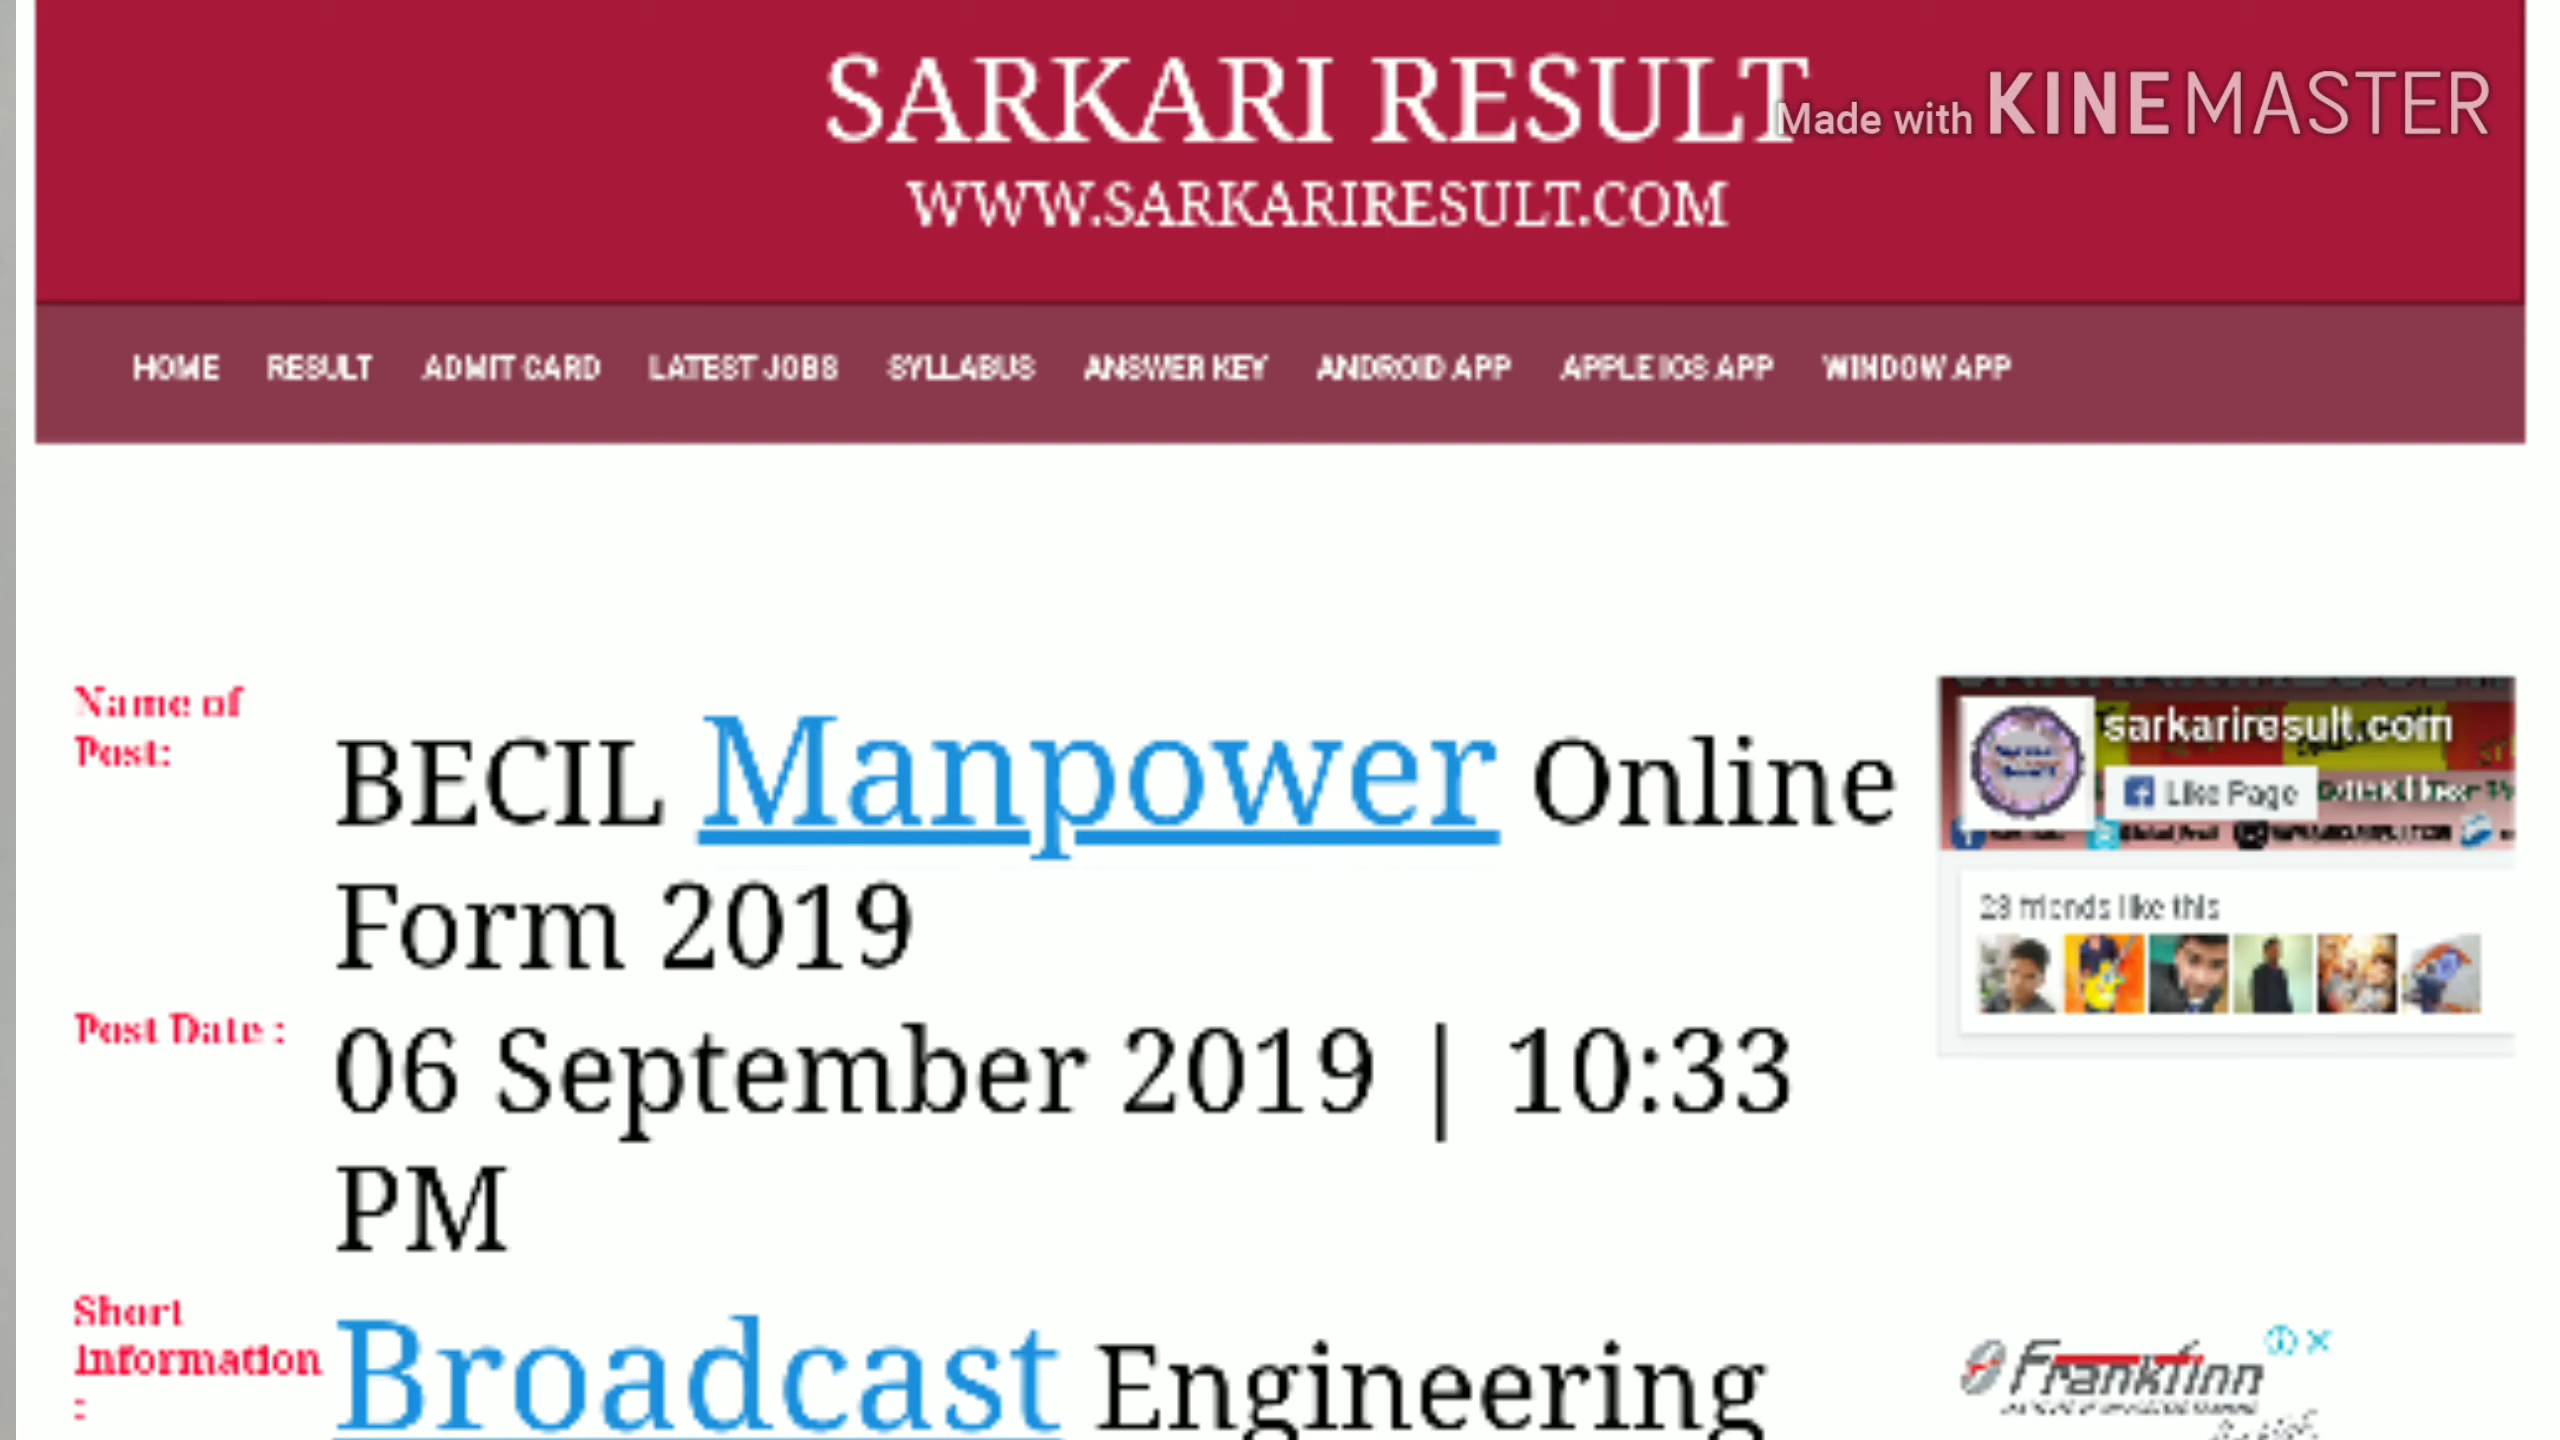 SARKARI RESULT
Made with KINEMASTER
WWW.SARKARIRESULT.COM
HOME RESULT ADMIT CARD LATEST JOBS SYLLABUS ANSWER KEY ANDROID APP APPLE IOS APP WINDOW APP
Name of
Post:
BECIL Manpower Online
Form 2019
sarkariresult.com
Like Page
28 friends like this
Post Date :
06 September 2019 | 10:33
PM
Short
Information
:
Broadcast Engineering
Frankfinn